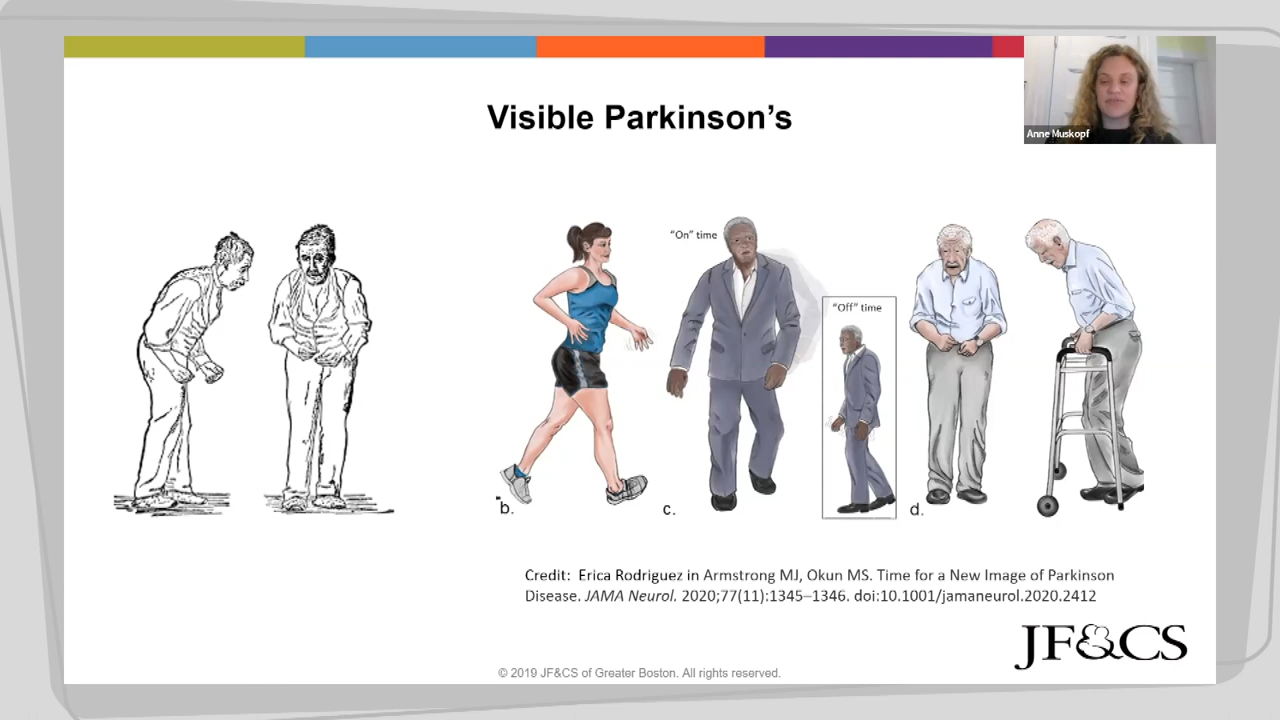 Visible Parkinson's
Anne Muskopf
"On" time
"Off" time
b.
c.
d.
Credit: Erica Rodriguez in Armstrong MJ, Okun MS. Time for a New Image of Parkinson
Disease. JAMA Neurol. 2020;77(11):1345–1346. doi:10.1001/jamaneurol.2020.2412
JF&CS
© 2019 JF&CS of Greater Boston. All rights reserved.